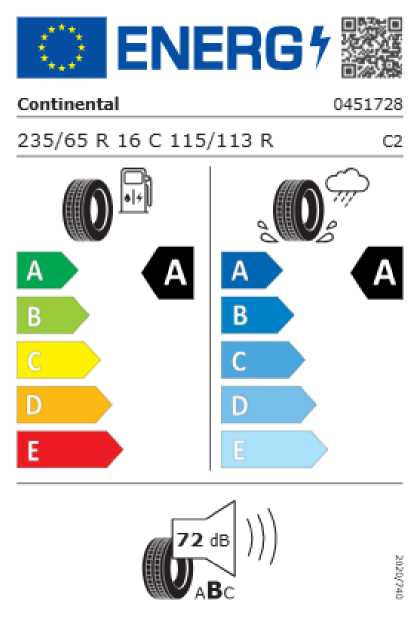 ENERG
Continental 0451728
235/65 R 16 C 115/113 R C2
A A
B
C
D
E
A A
B
C
D
E
72 dB
ABC
2020/740